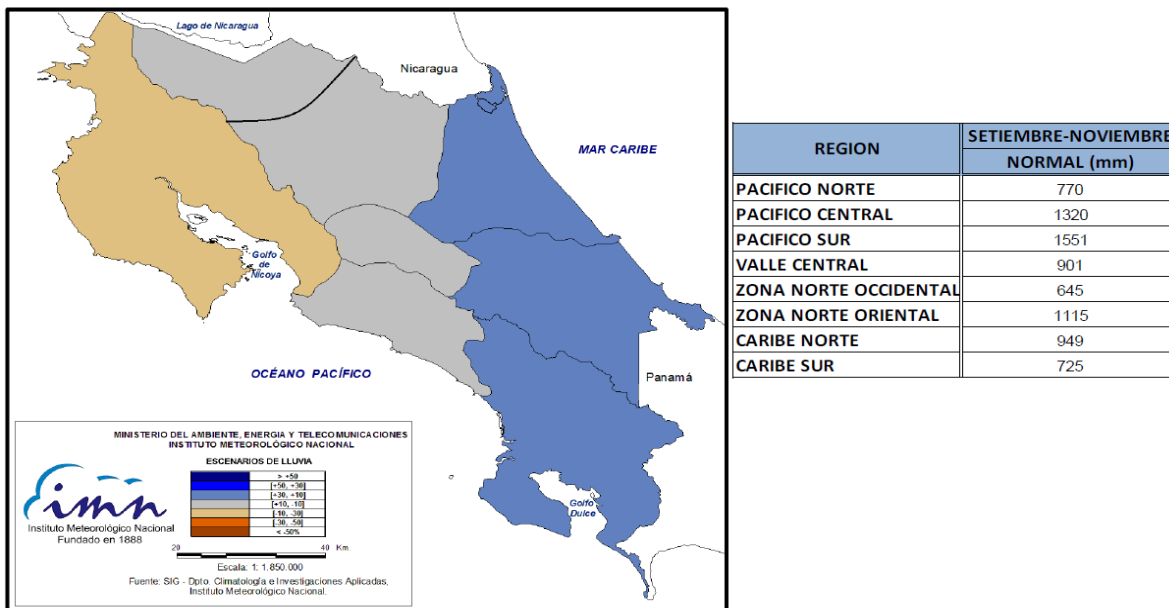 Lago de Nicaragua
Nicaragua
MAR CARIBE
Golfo
de
Nicoya
OCÉANO PACÍFICO
Panamá
Golfo
Dulce
MINISTERIO DEL AMBIENTE, ENERGIA Y TELECOMUNICACIONES
INSTITUTO METEOROLÓGICO NACIONAL
ESCENARIOS DE LLUVIA
> +50
[+50, +30]
[+30, +10]
[+10, -10]
[-10, -30]
[-30, -50]
< -50%
imn
Instituto Meteorológico Nacional
Fundado en 1888
20 40 Km.
Escala: 1: 1.850.000
Fuente: SIG - Dpto. Climatología e Investigaciones Aplicadas,
Instituto Meteorológico Nacional.
REGION SETIEMBRE-NOVIEMBRE
NORMAL (mm)
PACIFICO NORTE 770
PACIFICO CENTRAL 1320
PACIFICO SUR 1551
VALLE CENTRAL 901
ZONA NORTE OCCIDENTAL 645
ZONA NORTE ORIENTAL 1115
CARIBE NORTE 949
CARIBE SUR 725